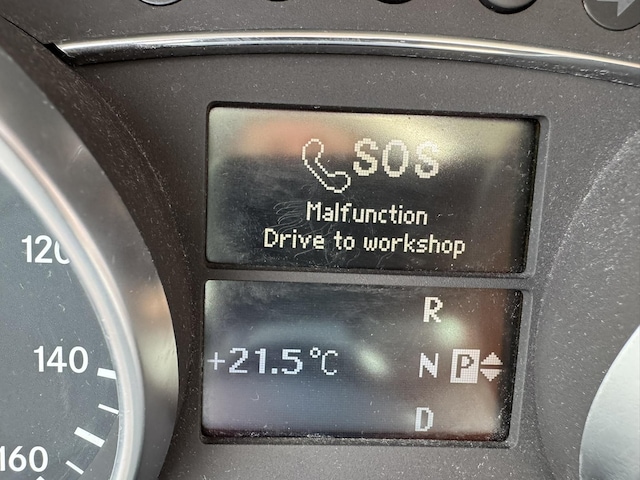 SOS
Malfunction
Drive to workshop
120
R
140
+21.5°C
N P
D
160